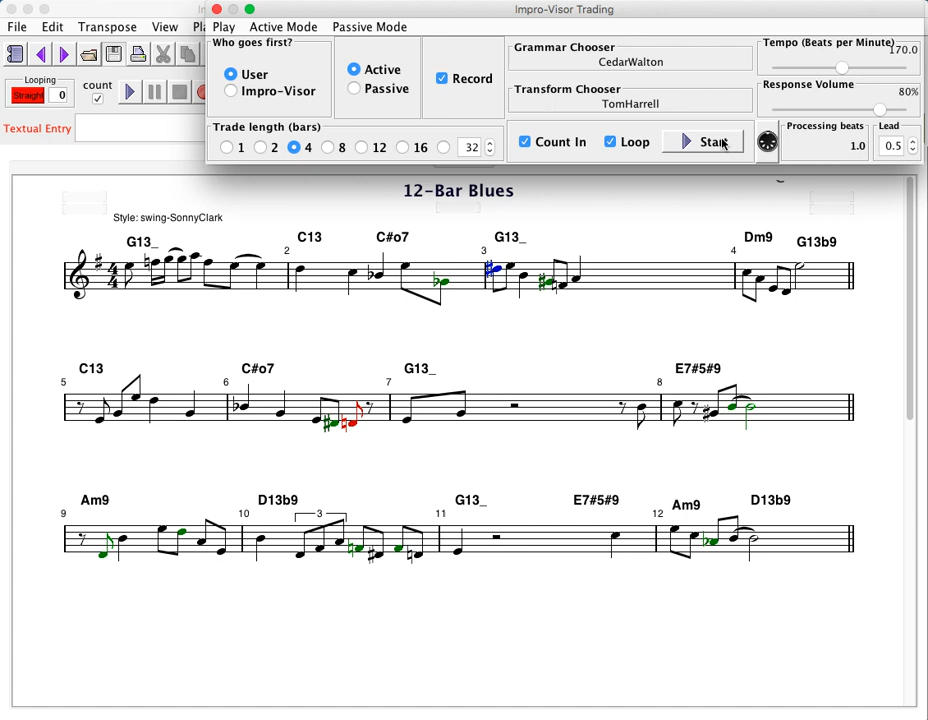 Impro-Visor Trading
File Edit Transpose View Pla
Play Active Mode Passive Mode
Who goes first?
User
Impro-Visor
Active
Passive
Record
Grammar Chooser
CedarWalton
Transform Chooser
TomHarrell
Tempo (Beats per Minute) 170.0
Response Volume 80%
Looping
Straight 0
count
Textual Entry
Trade length (bars)
1 2 4 8 12 16 32
Count In Loop Start
Processing beats
1.0
Lead
0.5
12-Bar Blues
Style: swing-SonnyClark
G13_ C13 C#o7 G13_ Dm9 G13b9
2 3 4
4
4
C13 C#o7 G13_ E7#5#9
5 6 7 8
Am9 D13b9 G13_ E7#5#9 Am9 D13b9
9 10 3 11 12